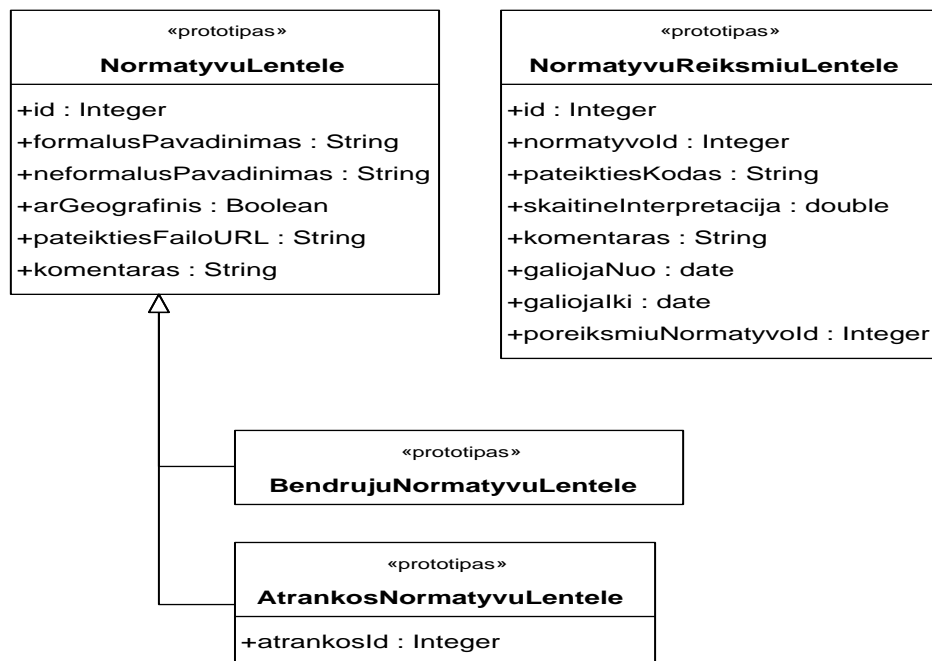 «prototipas»
NormatyvuLentele
+id : Integer
+formalusPavadinimas : String
+neformalusPavadinimas : String
+arGeografinis : Boolean
+pateiktiesFailoURL : String
+komentaras : String
«prototipas»
NormatyvuReiksmiuLentele
+id : Integer
+normatyvoId : Integer
+pateiktiesKodas : String
+skaitineInterpretacija : double
+komentaras : String
+galiojaNuo : date
+galiojaIki : date
+poreiksmiuNormatyvoId : Integer
«prototipas»
BendrujuNormatyvuLentele
«prototipas»
AtrankosNormatyvuLentele
+atrankosId : Integer